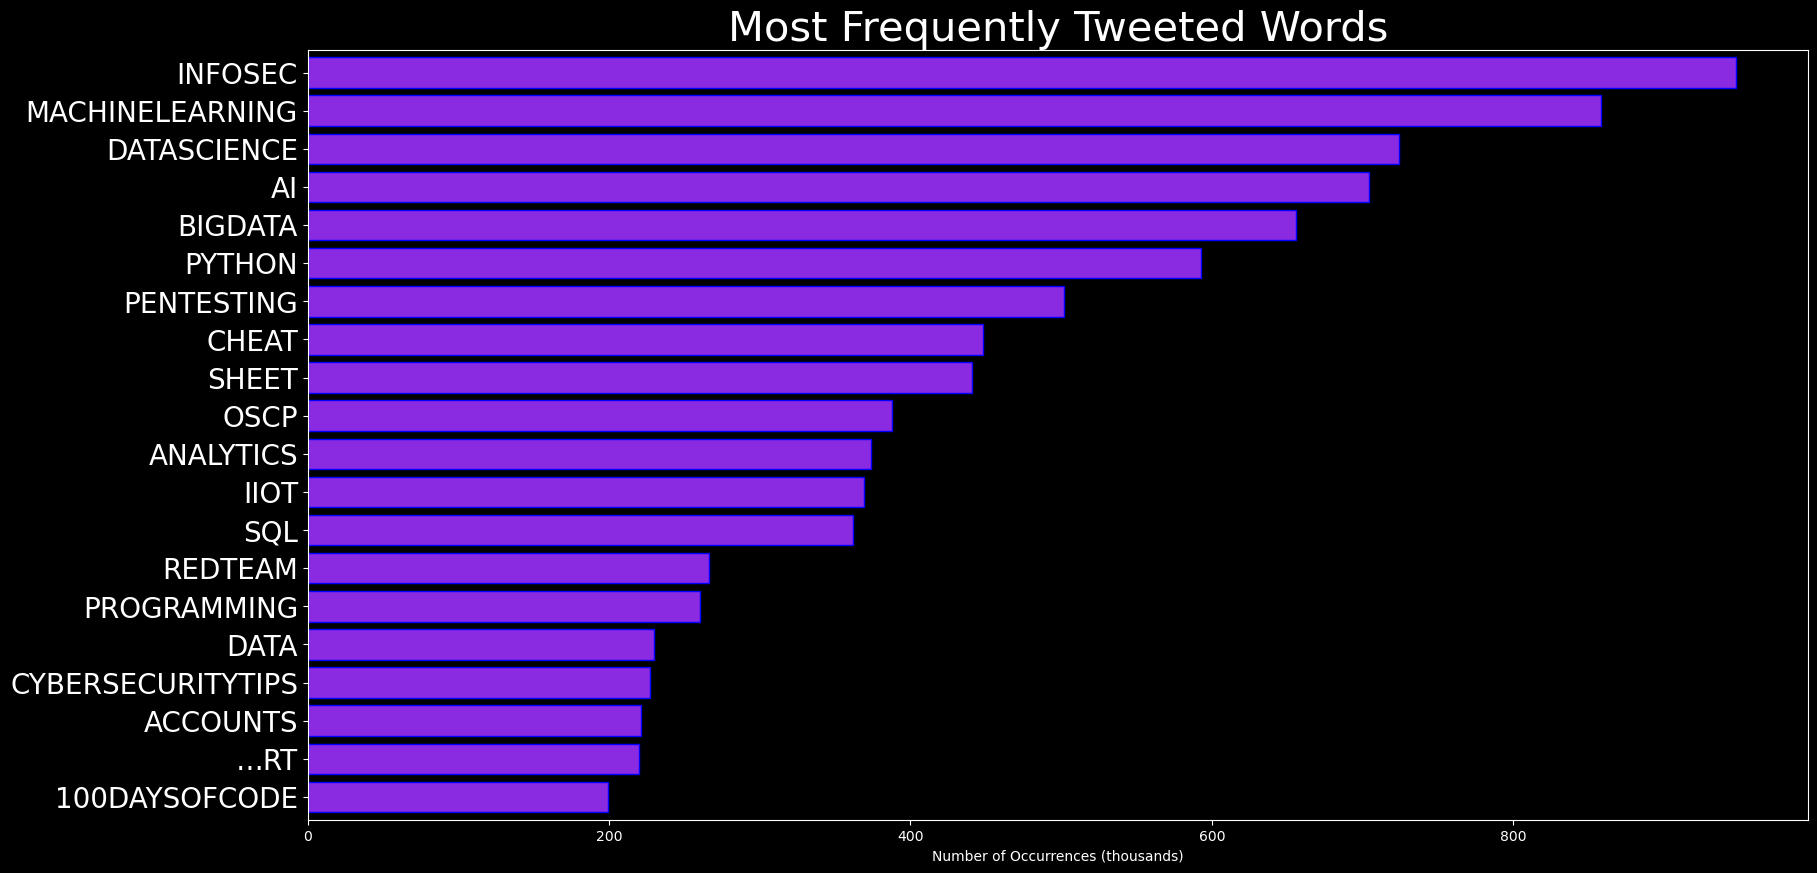 Most Frequently Tweeted Words
INFOSEC
MACHINELEARNING
DATASCIENCE
AI
BIGDATA
PYTHON
PENTESTING
CHEAT
SHEET
OSCP
ANALYTICS
IIOT
SQL
REDTEAM
PROGRAMMING
DATA
CYBERSECURITYTIPS
ACCOUNTS
…RT
100DAYSOFCODE
0 200 400 600 800
Number of Occurrences (thousands)